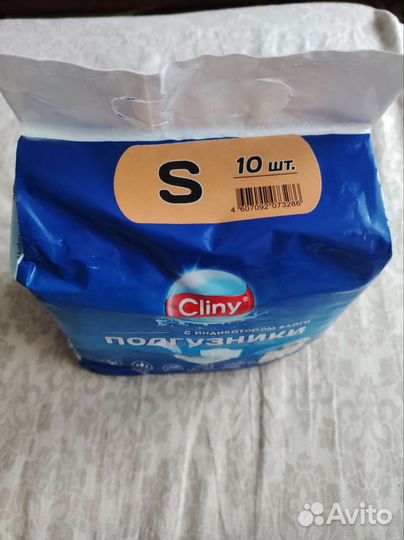 S
10 шт.
4 607092 073286
Cliny®
С ИНДИКАТОРОМ ВЛАГИ
ПОДГУЗНИКИ
Avito